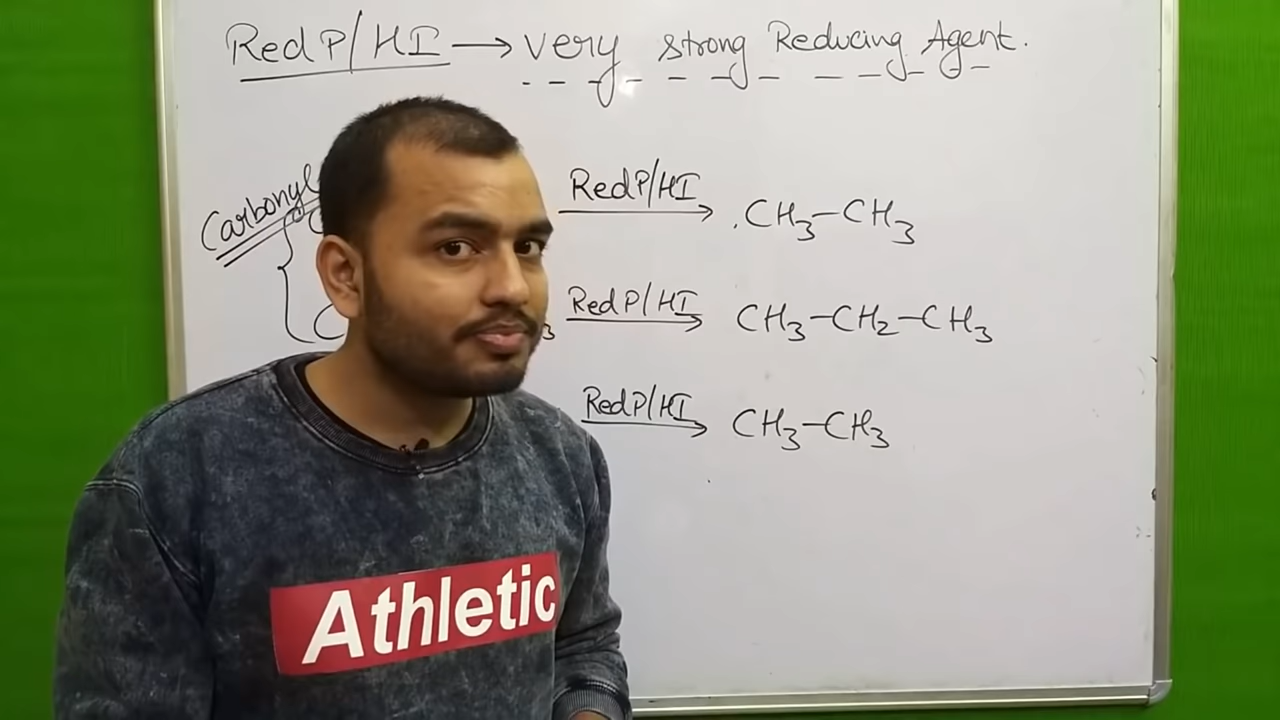 Red P/HI → very strong Reducing Agent.
Carbonyl
Red P/HI → CH3-CH3
Red P/HI → CH3-CH2-CH3
Red P/HI → CH3-CH3
Athletic